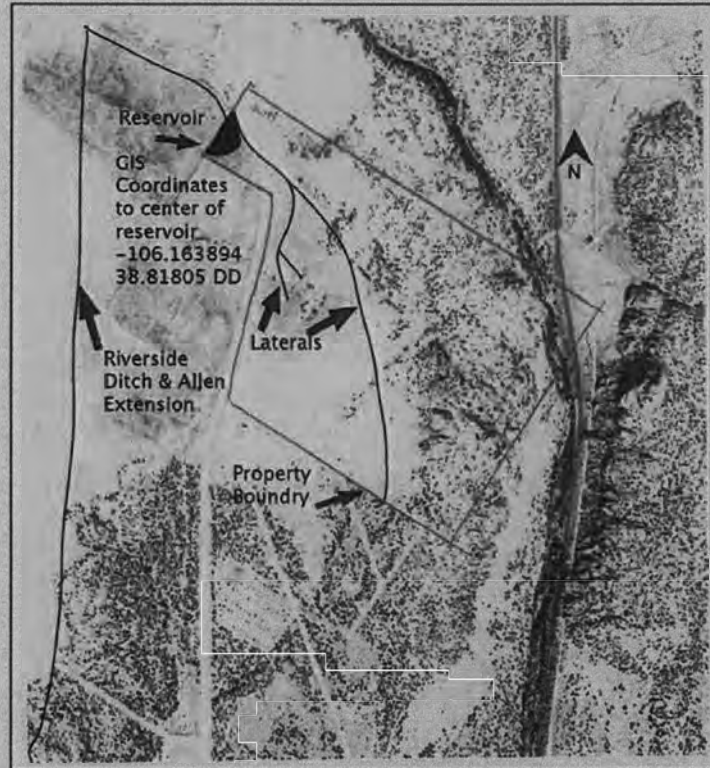 Reservoir
GIS
Coordinates
to center of
reservoir
-106.163894
38.81805 DD
N
Laterals
Riverside
Ditch & Allen
Extension
Property
Boundry